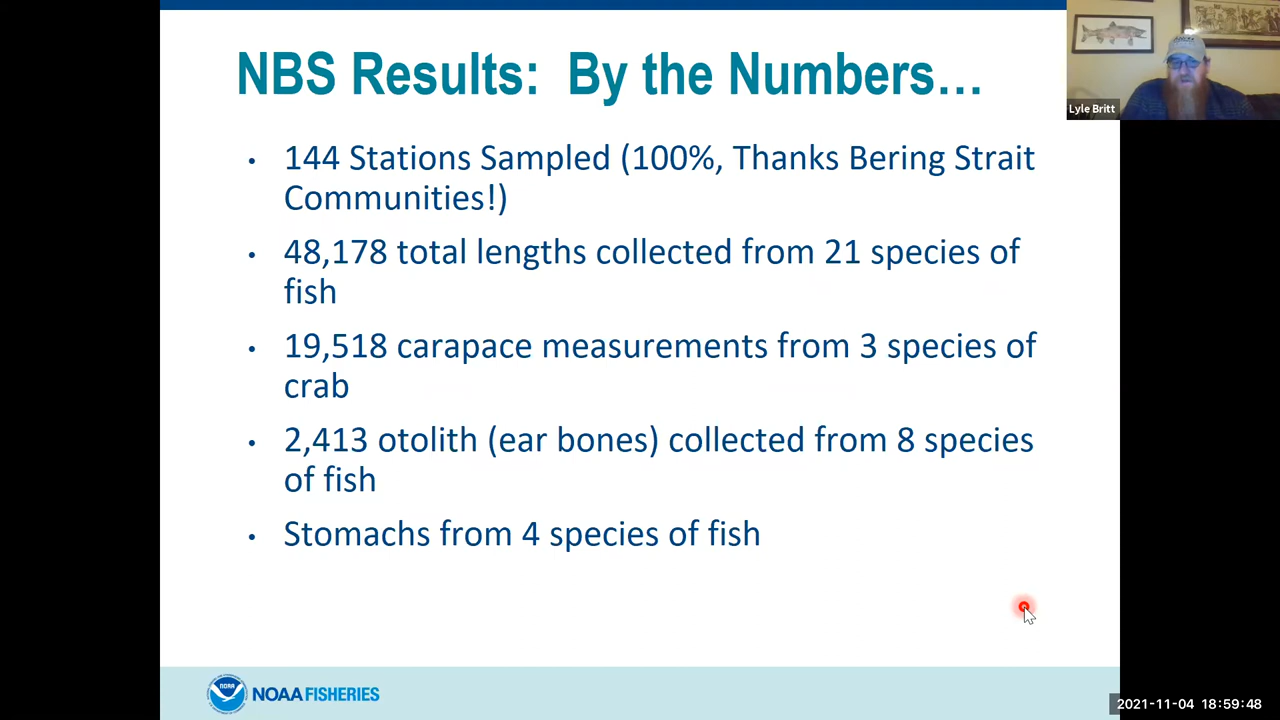 NBS Results: By the Numbers…
Lyle Britt
• 144 Stations Sampled (100%, Thanks Bering Strait
Communities!)
• 48,178 total lengths collected from 21 species of
fish
• 19,518 carapace measurements from 3 species of
crab
• 2,413 otolith (ear bones) collected from 8 species
of fish
• Stomachs from 4 species of fish
NOAA
NOAA FISHERIES
2021-11-04 18:59:48